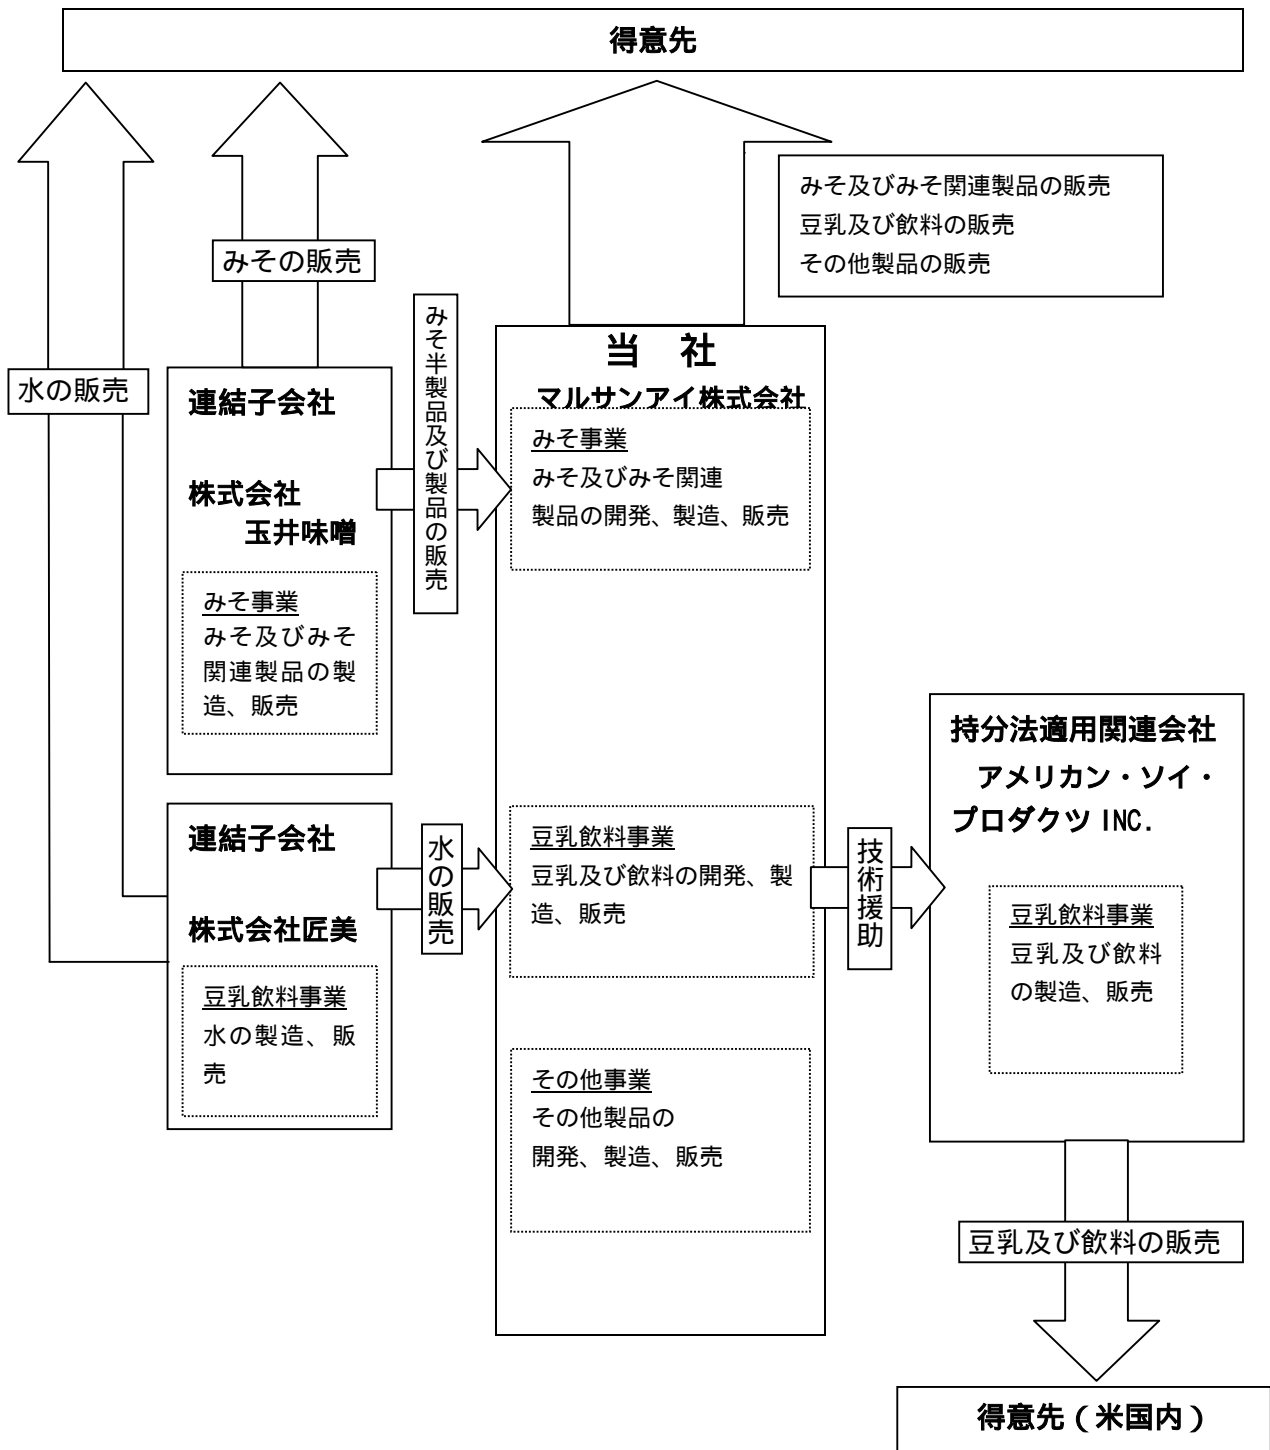 得意先
みそ及びみそ関連製品の販売
豆乳及び飲料の販売
その他製品の販売
みその販売
水の販売
連結子会社
株式会社
玉井味噌
みそ事業
みそ及びみそ
関連製品の製
造、販売
みそ半製品及び製品の販売
当　社
マルサンアイ株式会社
みそ事業
みそ及びみそ関連
製品の開発、製造、販売
連結子会社
株式会社匠美
豆乳飲料事業
水の製造、販
売
水の販売
豆乳飲料事業
豆乳及び飲料の開発、製
造、販売
その他事業
その他製品の
開発、製造、販売
技術援助
持分法適用関連会社
アメリカン・ソイ・
プロダクツ INC.
豆乳飲料事業
豆乳及び飲料
の製造、販売
豆乳及び飲料の販売
得意先（米国内）